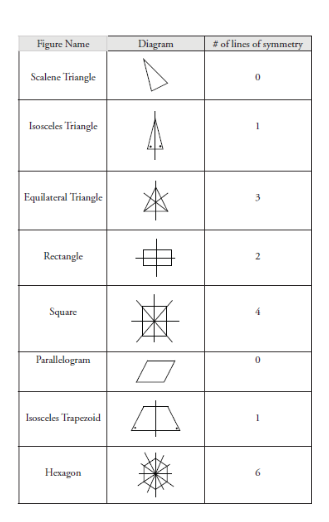 Figure Name Diagram # of lines of symmetry
Scalene Triangle 0
Isosceles Triangle 1
Equilateral Triangle 3
Rectangle 2
Square 4
Parallelogram 0
Isosceles Trapezoid 1
Hexagon 6